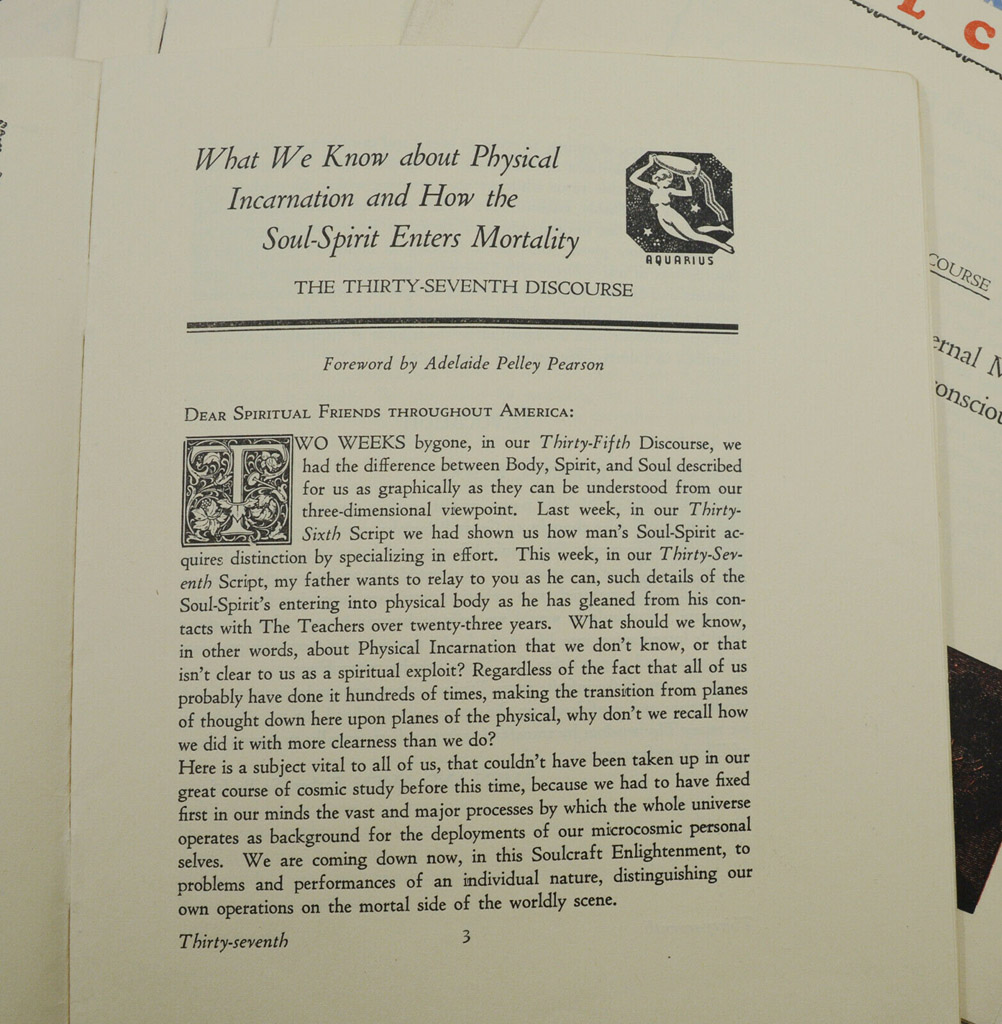 L C
What We Know about Physical
Incarnation and How the
Soul-Spirit Enters Mortality
AQUARIUS
THE THIRTY-SEVENTH DISCOURSE
COURSE
Foreword by Adelaide Pelley Pearson
ernal M
onsciou
DEAR SPIRITUAL FRIENDS THROUGHOUT AMERICA:
TWO WEEKS bygone, in our Thirty-Fifth Discourse, we
had the difference between Body, Spirit, and Soul described
for us as graphically as they can be understood from our
three-dimensional viewpoint. Last week, in our Thirty-
Sixth Script we had shown us how man's Soul-Spirit ac-
quires distinction by specializing in effort. This week, in our Thirty-Sev-
enth Script, my father wants to relay to you as he can, such details of the
Soul-Spirit's entering into physical body as he has gleaned from his con-
tacts with The Teachers over twenty-three years. What should we know,
in other words, about Physical Incarnation that we don't know, or that
isn't clear to us as a spiritual exploit? Regardless of the fact that all of us
probably have done it hundreds of times, making the transition from planes
of thought down here upon planes of the physical, why don't we recall how
we did it with more clearness than we do?
Here is a subject vital to all of us, that couldn't have been taken up in our
great course of cosmic study before this time, because we had to have fixed
first in our minds the vast and major processes by which the whole universe
operates as background for the deployments of our microcosmic personal
selves. We are coming down now, in this Soulcraft Enlightenment, to
problems and performances of an individual nature, distinguishing our
own operations on the mortal side of the worldly scene.
Thirty-seventh
3